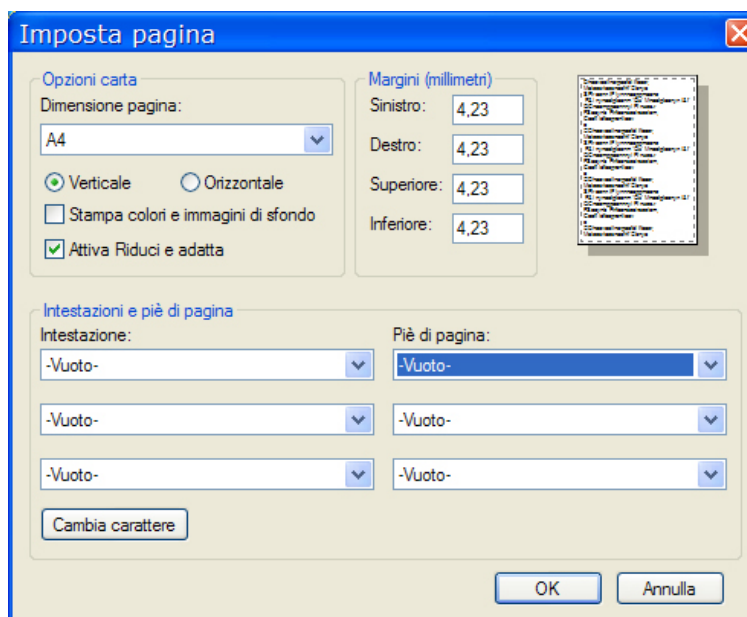 Imposta pagina
Opzioni carta
Dimensione pagina:
A4
Verticale
Orizzontale
Stampa colori e immagini di sfondo
Attiva Riduci e adatta
Margini (millimetri)
Sinistro: 4,23
Destro: 4,23
Superiore: 4,23
Inferiore: 4,23
Intestazioni e piè di pagina
Intestazione:
-Vuoto-
-Vuoto-
-Vuoto-
Piè di pagina:
-Vuoto-
-Vuoto-
-Vuoto-
Cambia carattere
OK
Annulla